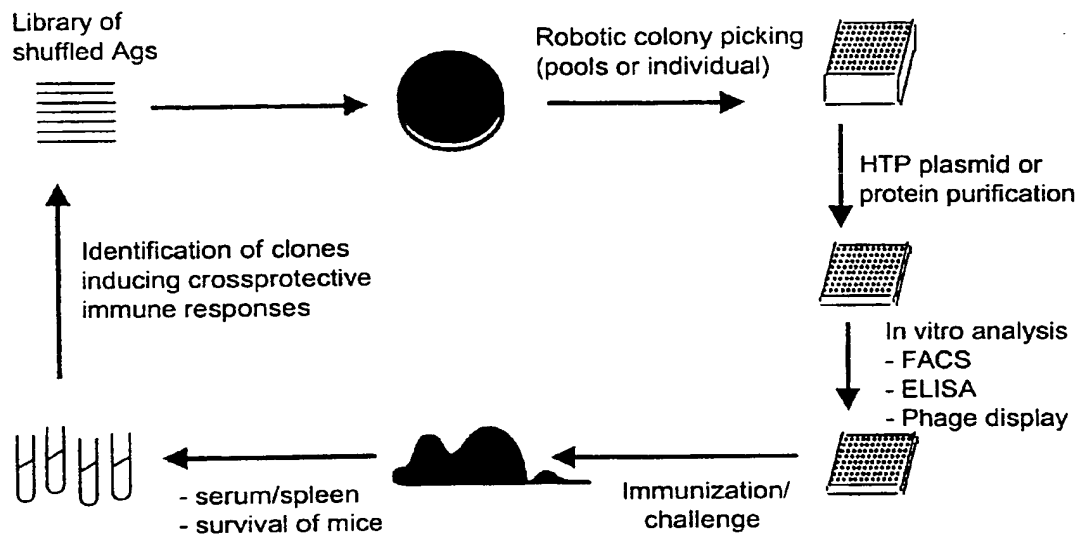 Library of
shuffled Ags
Robotic colony picking
(pools or individual)
HTP plasmid or
protein purification
In vitro analysis
- FACS
- ELISA
- Phage display
Immunization/
challenge
- serum/spleen
- survival of mice
Identification of clones
inducing crossprotective
immune responses